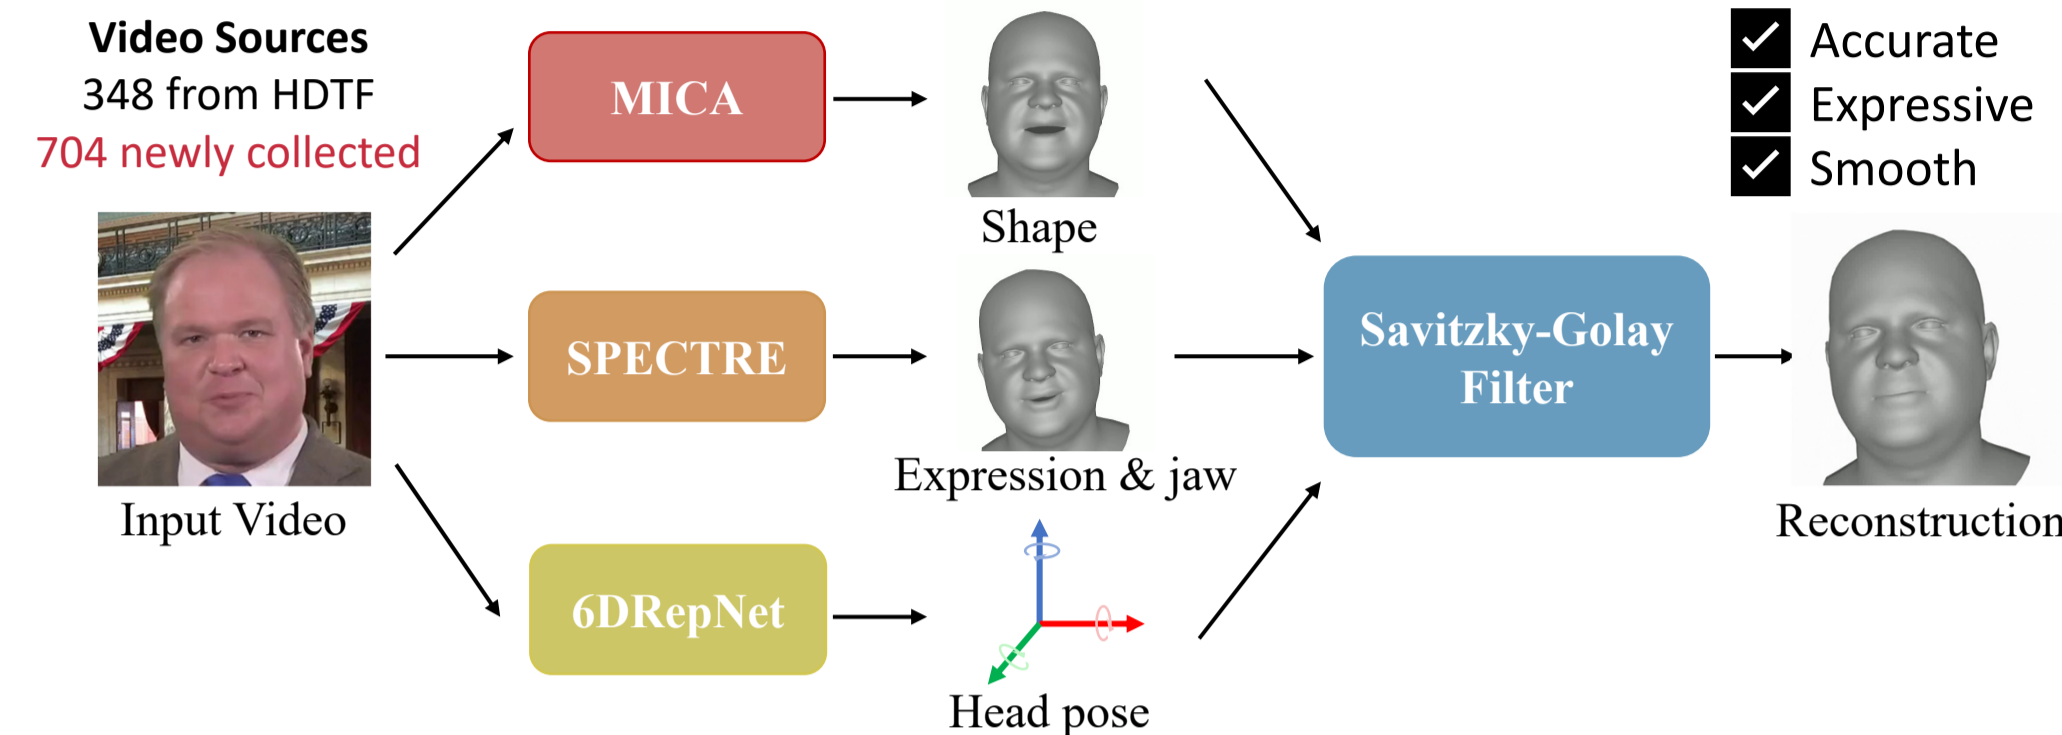 Video Sources
348 from HDTF
704 newly collected
Input Video
MICA
SPECTRE
6DRepNet
Shape
Expression & jaw
Head pose
Savitzky-Golay
Filter
Accurate
Expressive
Smooth
Reconstruction